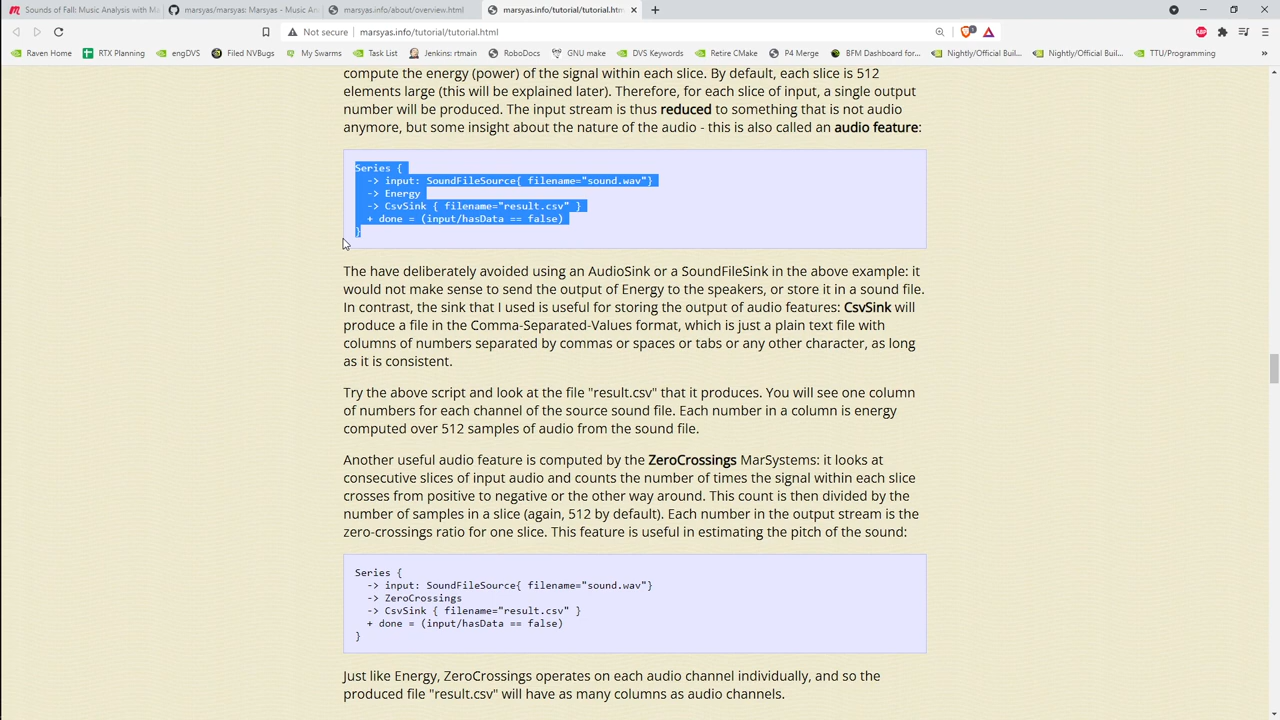 Sounds of Fall: Music Analysis with Ma
marsyas/marsyas: Marsyas - Music An
marsyas.info/about/overview.html
marsyas.info/tutorial/tutorial.htm
Not secure
marsyas.info/tutorial/tutorial.html
Raven Home
RTX Planning
engDVS
Filed NVBugs
My Swarms
Task List
Jenkins: rtmain
RoboDocs
GNU make
DVS Keywords
Retire CMake
P4 Merge
BFM Dashboard for...
Nightly/Official Buil...
Nightly/Official Buil...
TTU/Programming
compute the energy (power) of the signal within each slice. By default, each slice is 512
elements large (this will be explained later). Therefore, for each slice of input, a single output
number will be produced. The input stream is thus reduced to something that is not audio
anymore, but some insight about the nature of the audio - this is also called an audio feature:
Series {
-> input: SoundFileSource{ filename="sound.wav"}
-> Energy
-> CsvSink { filename="result.csv" }
+ done = (input/hasData == false)
}
The have deliberately avoided using an AudioSink or a SoundFileSink in the above example: it
would not make sense to send the output of Energy to the speakers, or store it in a sound file.
In contrast, the sink that I used is useful for storing the output of audio features: CsvSink will
produce a file in the Comma-Separated-Values format, which is just a plain text file with
columns of numbers separated by commas or spaces or tabs or any other character, as long
as it is consistent.
Try the above script and look at the file "result.csv" that it produces. You will see one column
of numbers for each channel of the source sound file. Each number in a column is energy
computed over 512 samples of audio from the sound file.
Another useful audio feature is computed by the ZeroCrossings MarSystems: it looks at
consecutive slices of input audio and counts the number of times the signal within each slice
crosses from positive to negative or the other way around. This count is then divided by the
number of samples in a slice (again, 512 by default). Each number in the output stream is the
zero-crossings ratio for one slice. This feature is useful in estimating the pitch of the sound:
Series {
-> input: SoundFileSource{ filename="sound.wav"}
-> ZeroCrossings
-> CsvSink { filename="result.csv" }
+ done = (input/hasData == false)
}
Just like Energy, ZeroCrossings operates on each audio channel individually, and so the
produced file "result.csv" will have as many columns as audio channels.